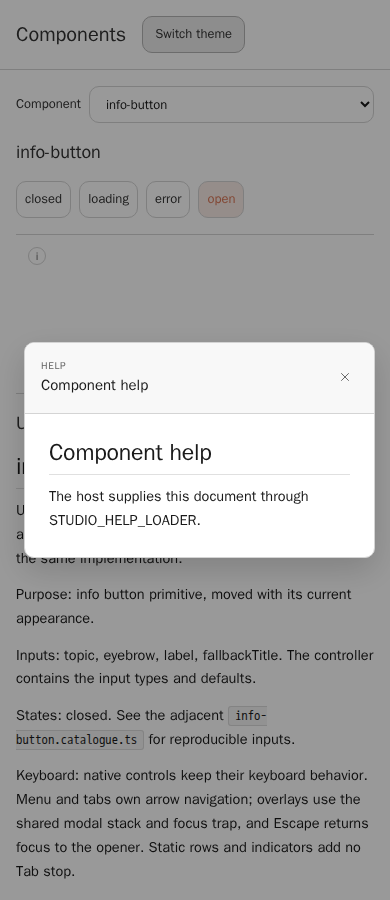 Components
Switch theme
Component
info-button
info-button
closed
loading
error
open
i
HELP
Component help
×
Component help
The host supplies this document through
STUDIO_HELP_LOADER.
the same implementation.
Purpose: info button primitive, moved with its current
appearance.
Inputs: topic, eyebrow, label, fallbackTitle. The controller
contains the input types and defaults.
States: closed. See the adjacent info-
button.catalogue.ts for reproducible inputs.
Keyboard: native controls keep their keyboard behavior.
Menu and tabs own arrow navigation; overlays use the
shared modal stack and focus trap, and Escape returns
focus to the opener. Static rows and indicators add no
Tab stop.